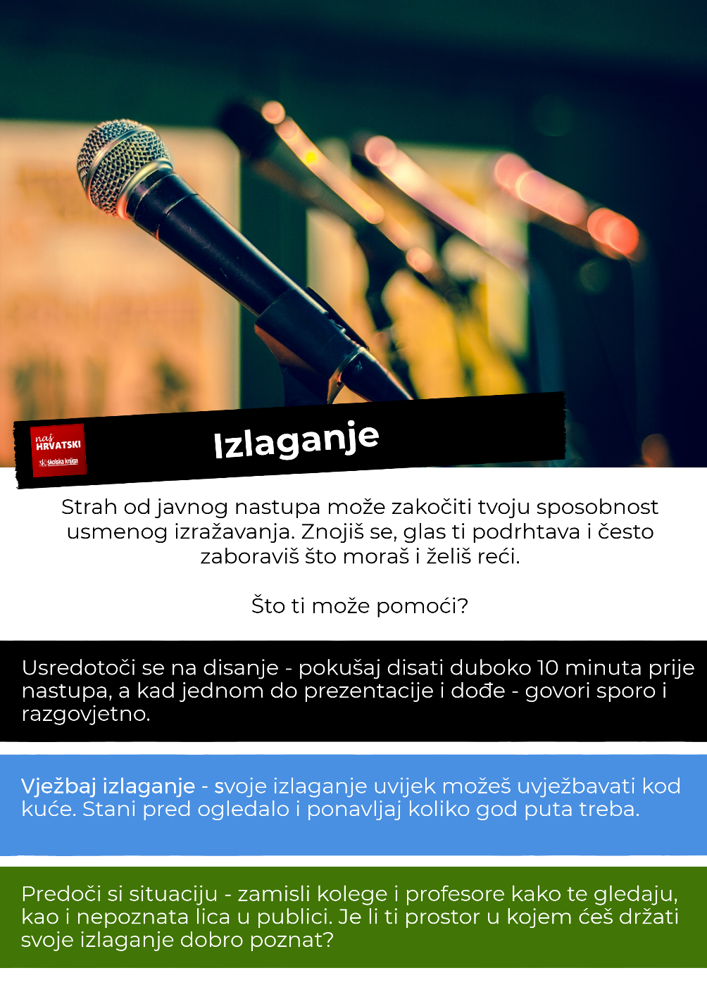 naš
HRVATSKI
sk školska knjiga
Izlaganje
Strah od javnog nastupa može zakočiti tvoju sposobnost
usmenog izražavanja. Znojiš se, glas ti podrhtava i često
zaboraviš što moraš i želiš reći.
Što ti može pomoći?
Usredotoči se na disanje - pokušaj disati duboko 10 minuta prije
nastupa, a kad jednom do prezentacije i dođe - govori sporo i
razgovjetno.
Vježbaj izlaganje - svoje izlaganje uvijek možeš uvježbavati kod
kuće. Stani pred ogledalo i ponavljaj koliko god puta treba.
Predoči si situaciju - zamisli kolege i profesore kako te gledaju,
kao i nepoznata lica u publici. Je li ti prostor u kojem ćeš držati
svoje izlaganje dobro poznat?